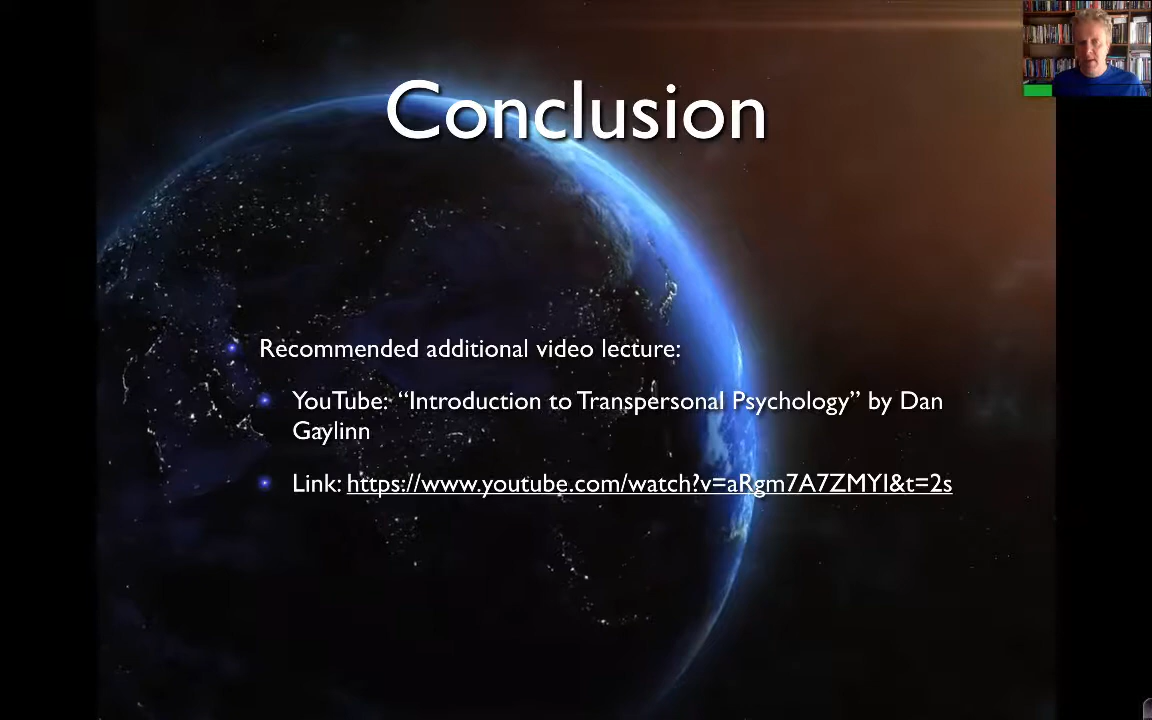 Conclusion
Recommended additional video lecture:
YouTube: “Introduction to Transpersonal Psychology” by Dan
Gaylinn
Link: https://www.youtube.com/watch?v=aRgm7A7ZMYI&t=2s